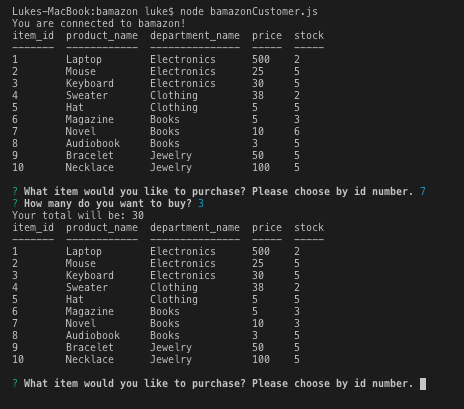 Lukes-MacBook:bamazon luke$ node bamazonCustomer.js
You are connected to bamazon!
item_id  product_name  department_name  price  stock
-------  ------------  ---------------  -----  -----
1        Laptop        Electronics      500    2
2        Mouse         Electronics      25     5
3        Keyboard      Electronics      30     5
4        Sweater       Clothing         38     2
5        Hat           Clothing         5      5
6        Magazine      Books            5      3
7        Novel         Books            10     6
8        Audiobook     Books            3      5
9        Bracelet      Jewelry          50     5
10       Necklace      Jewelry          100    5
? What item would you like to purchase? Please choose by id number. 7
? How many do you want to buy? 3
Your total will be: 30
item_id  product_name  department_name  price  stock
-------  ------------  ---------------  -----  -----
1        Laptop        Electronics      500    2
2        Mouse         Electronics      25     5
3        Keyboard      Electronics      30     5
4        Sweater       Clothing         38     2
5        Hat           Clothing         5      5
6        Magazine      Books            5      3
7        Novel         Books            10     3
8        Audiobook     Books            3      5
9        Bracelet      Jewelry          50     5
10       Necklace      Jewelry          100    5
? What item would you like to purchase? Please choose by id number.